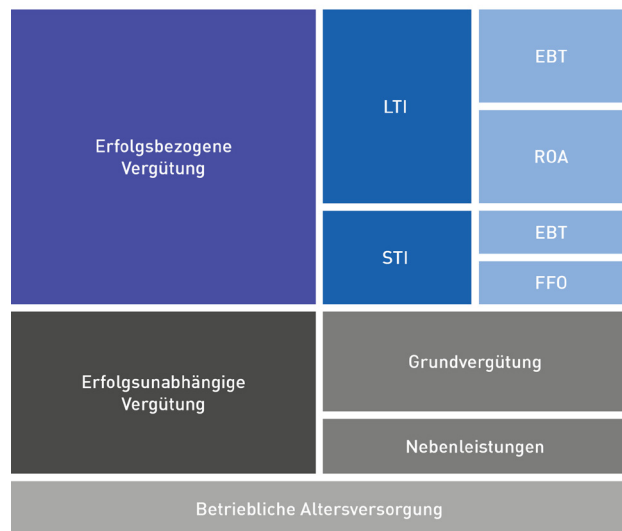 Erfolgsbezogene
Vergütung
LTI
EBT
ROA
STI
EBT
FFO
Erfolgsunabhängige
Vergütung
Grundvergütung
Nebenleistungen
Betriebliche Altersversorgung